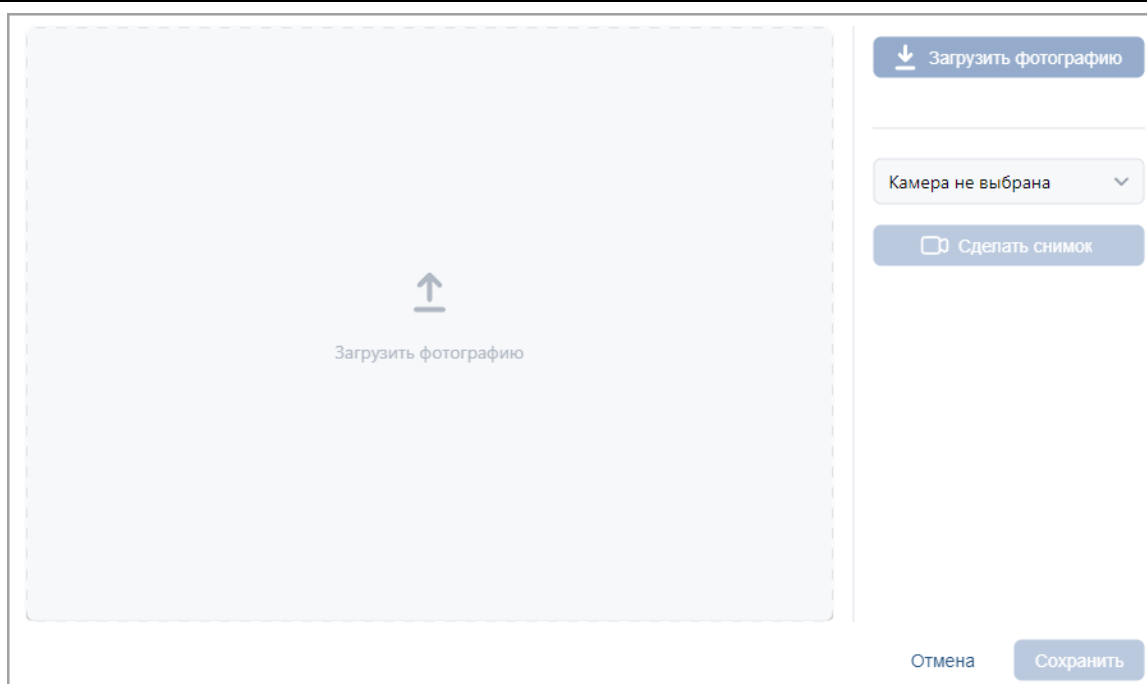 Загрузить фотографию
Камера не выбрана
Сделать снимок
Загрузить фотографию
Отмена
Сохранить